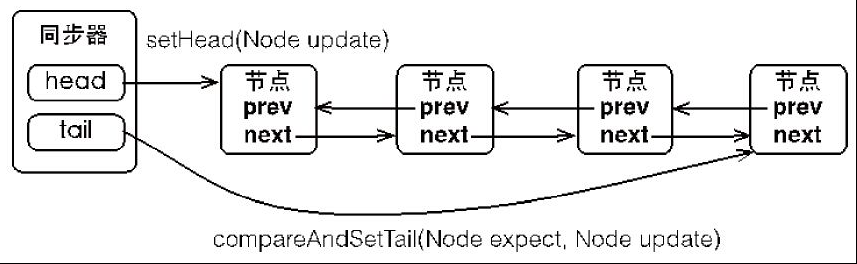 同步器
setHead(Node update)
head
tail
节点
prev
next
节点
prev
next
节点
prev
next
节点
prev
next
compareAndSetTail(Node expect, Node update)